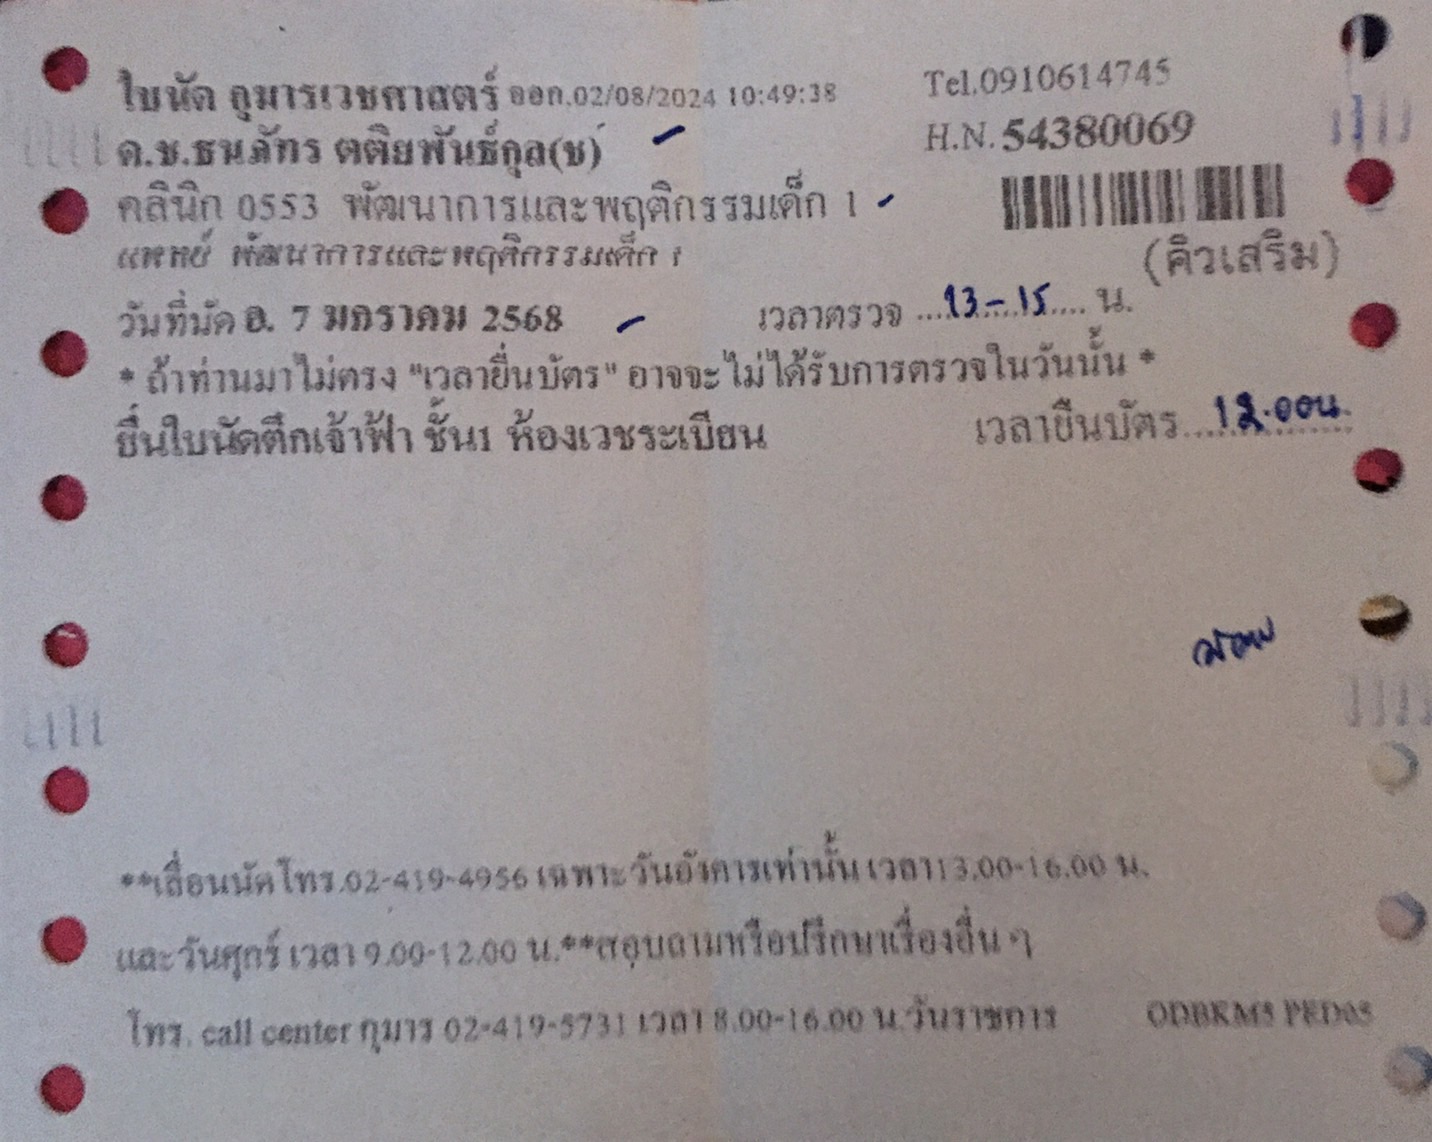 ใบนัด กุมารเวชศาสตร์ ออก.02/08/2024 10:49:38 Tel.0910614745
ด.ช.ธนภัทร ตติยพันธ์กุล(ช) H.N.54380069
คลินิก 0553 พัฒนาการและพฤติกรรมเด็ก 1
แพทย์ พัฒนาการและพฤติกรรมเด็ก 1 (คิวเสริม)
วันที่นัด อ. 7 มกราคม 2568 เวลาตรวจ ....13-15.... น.
* ถ้าท่านมาไม่ตรง "เวลายื่นบัตร" อาจจะไม่ได้รับการตรวจในวันนั้น *
ยื่นใบนัดตึกเจ้าฟ้า ชั้น1 ห้องเวชระเบียน เวลายื่นบัตร...12.00น.
**เลื่อนนัดโทร.02-419-4956 เฉพาะวันอังคารเท่านั้น เวลา13.00-16.00 น.
และวันศุกร์ เวลา 9.00-12.00 น.**สอบถามหรือปรึกษาเรื่องอื่น ๆ
โทร. call center กุมาร 02-419-5731 เวลา 8.00-16.00 น.วันราชการ